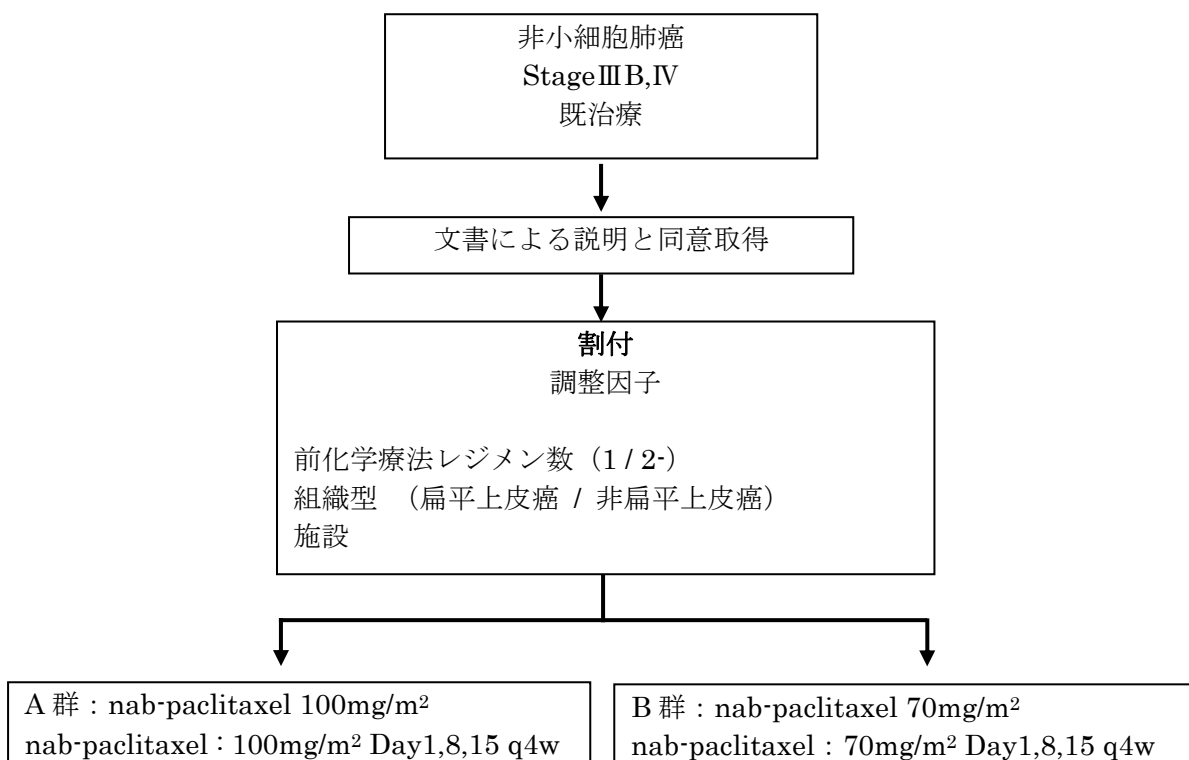 非小細胞肺癌
StageⅢB,Ⅳ
既治療
文書による説明と同意取得
割付
調整因子
前化学療法レジメン数（1 / 2-）
組織型　（扁平上皮癌 / 非扁平上皮癌）
施設
A 群：nab-paclitaxel 100mg/m²
nab-paclitaxel：100mg/m² Day1,8,15 q4w
B 群：nab-paclitaxel 70mg/m²
nab-paclitaxel：70mg/m² Day1,8,15 q4w